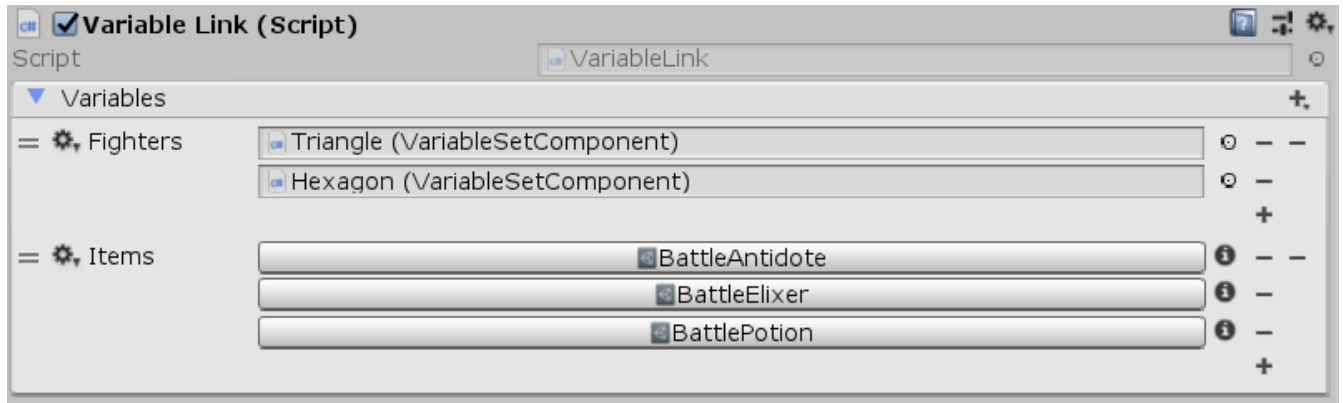 Variable Link (Script)
Script VariableLink
Variables
Fighters Triangle (VariableSetComponent)
Hexagon (VariableSetComponent)
Items BattleAntidote
BattleElixer
BattlePotion